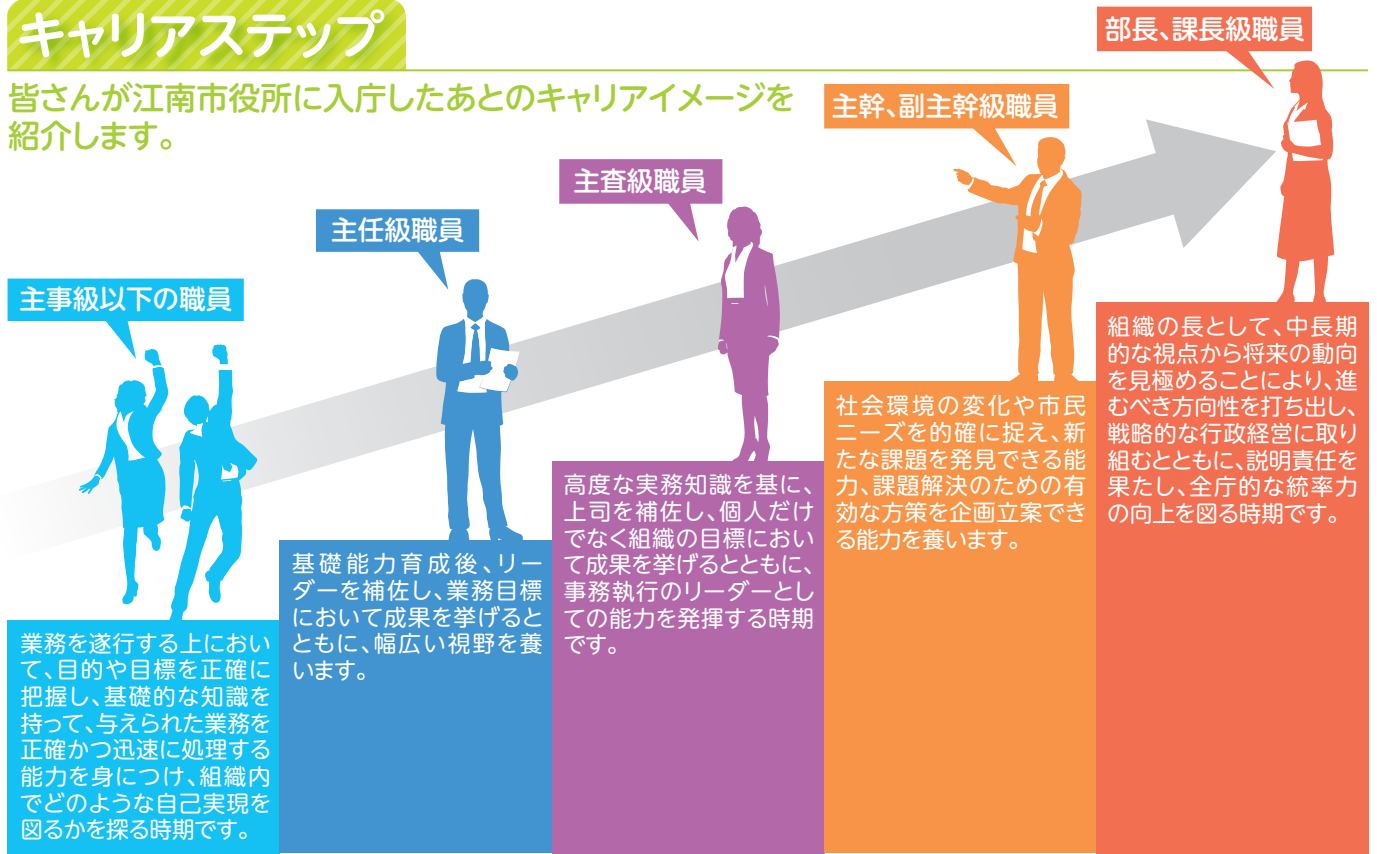 キャリアステップ
皆さんが江南市役所に入庁したあとのキャリアイメージを
紹介します。
主事級以下の職員
業務を遂行する上におい
て、目的や目標を正確に
把握し、基礎的な知識を
持って、与えられた業務を
正確かつ迅速に処理する
能力を身につけ、組織内
でどのような自己実現を
図るかを探る時期です。
主任級職員
基礎能力育成後、リー
ダーを補佐し、業務目標
において成果を挙げると
ともに、幅広い視野を養
います。
主査級職員
高度な実務知識を基に、
上司を補佐し、個人だけ
でなく組織の目標におい
て成果を挙げるとともに、
事務執行のリーダーとし
ての能力を発揮する時期
です。
主幹、副主幹級職員
社会環境の変化や市民
ニーズを的確に捉え、新
たな課題を発見できる能
力、課題解決のための有
効な方策を企画立案でき
る能力を養います。
部長、課長級職員
組織の長として、中長期
的な視点から将来の動向
を見極めることにより、進
むべき方向性を打ち出し、
戦略的な行政経営に取り
組むとともに、説明責任を
果たし、全庁的な統率力
の向上を図る時期です。